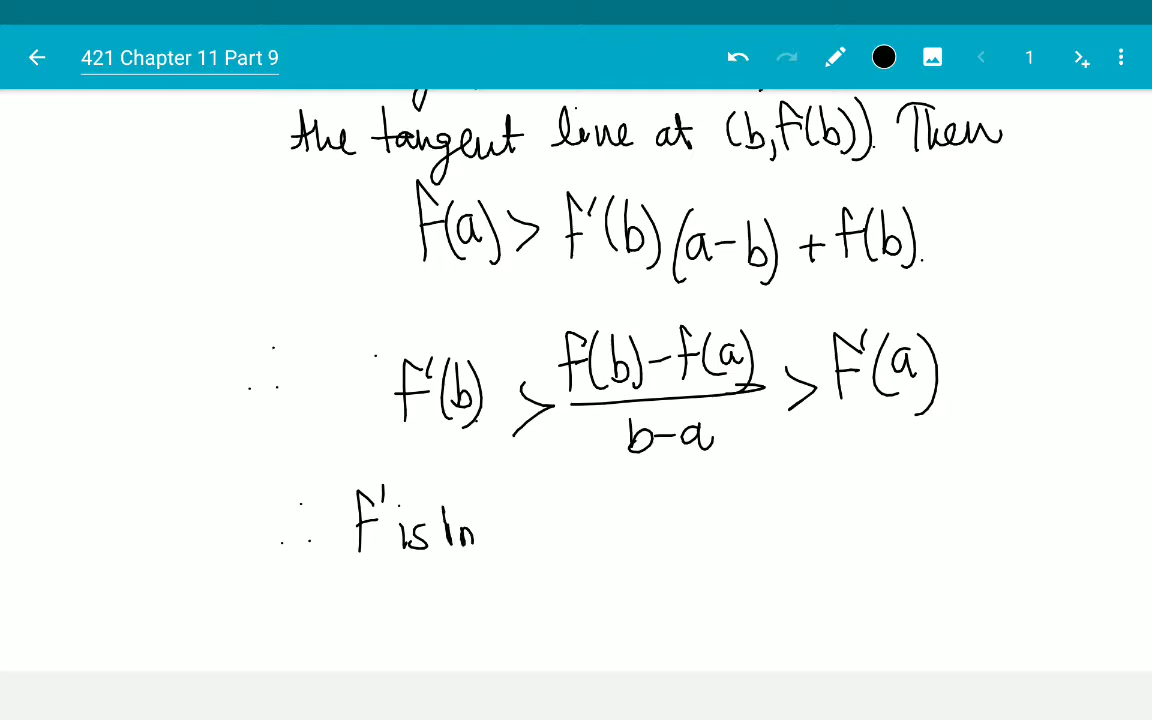 421 Chapter 11 Part 9
1
the tangent line at (b, f(b)). Then
f(a) > f'(b)(a-b) + f(b).
∴ f'(b) > f(b)-f(a) / b-a > f'(a)
∴ f' is In